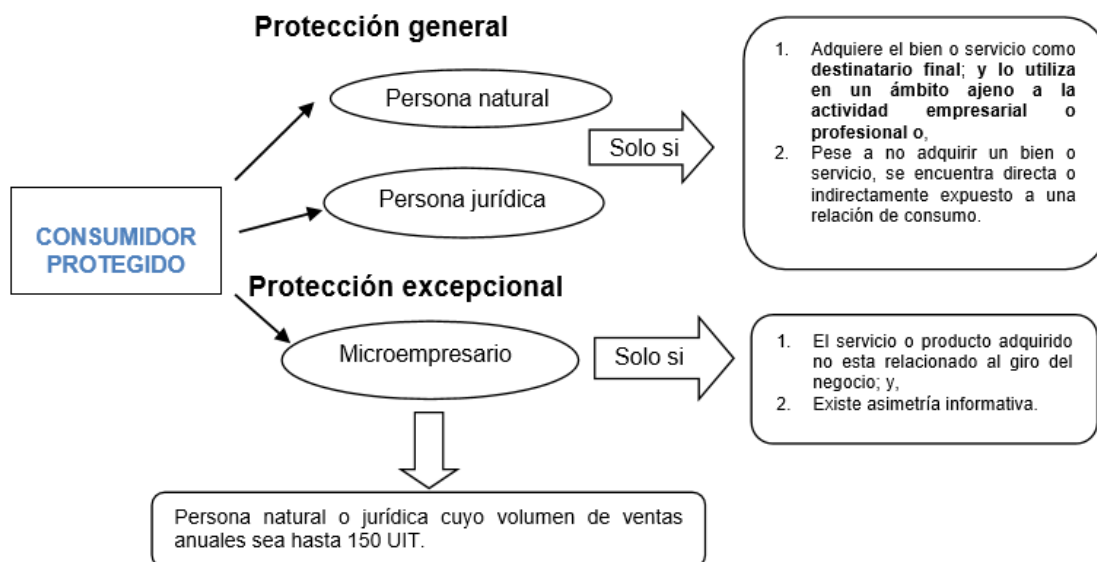 Protección general
Persona natural
Persona jurídica
Solo si
1. Adquiere el bien o servicio como
destinatario final; y lo utiliza
en un ámbito ajeno a la
actividad empresarial o
profesional o,
2. Pese a no adquirir un bien o
servicio, se encuentra directa o
indirectamente expuesto a una
relación de consumo.
CONSUMIDOR
PROTEGIDO
Protección excepcional
Microempresario
Solo si
1. El servicio o producto adquirido
no esta relacionado al giro del
negocio; y,
2. Existe asimetría informativa.
Persona natural o jurídica cuyo volumen de ventas
anuales sea hasta 150 UIT.